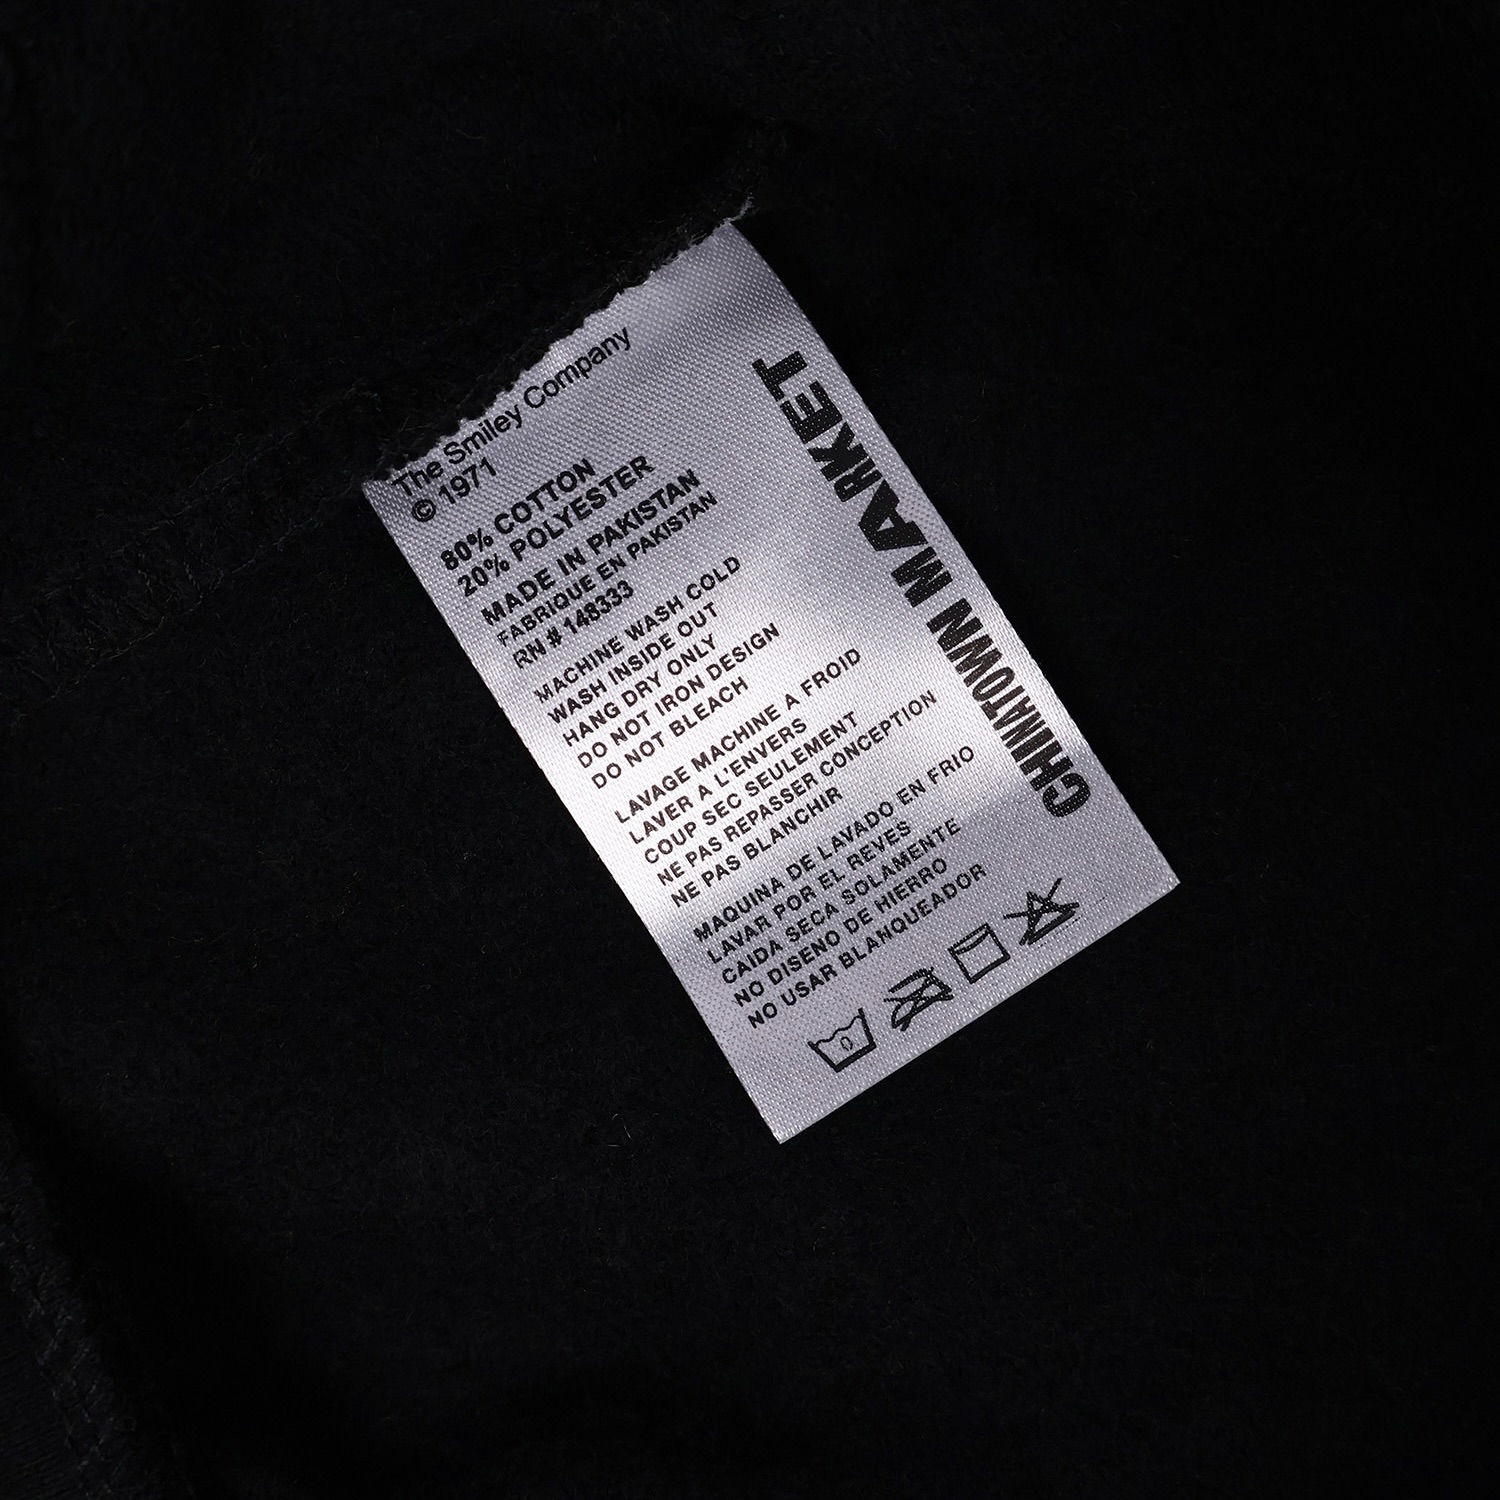 The Smiley Company
© 1971
80% COTTON
20% POLYESTER
MADE IN PAKISTAN
FABRIQUE EN PAKISTAN
RN # 148333
MACHINE WASH COLD
WASH INSIDE OUT
HANG DRY ONLY
DO NOT IRON DESIGN
DO NOT BLEACH
LAVAGE MACHINE A FROID
LAVER A L'ENVERS
COUP SEC SEULEMENT
NE PAS REPASSER CONCEPTION
NE PAS BLANCHIR
MAQUINA DE LAVADO EN FRIO
LAVAR POR EL REVES
CAIDA SECA SOLAMENTE
NO DISENO DE HIERRO
NO USAR BLANQUEADOR
0
CHINATOWN MARKET